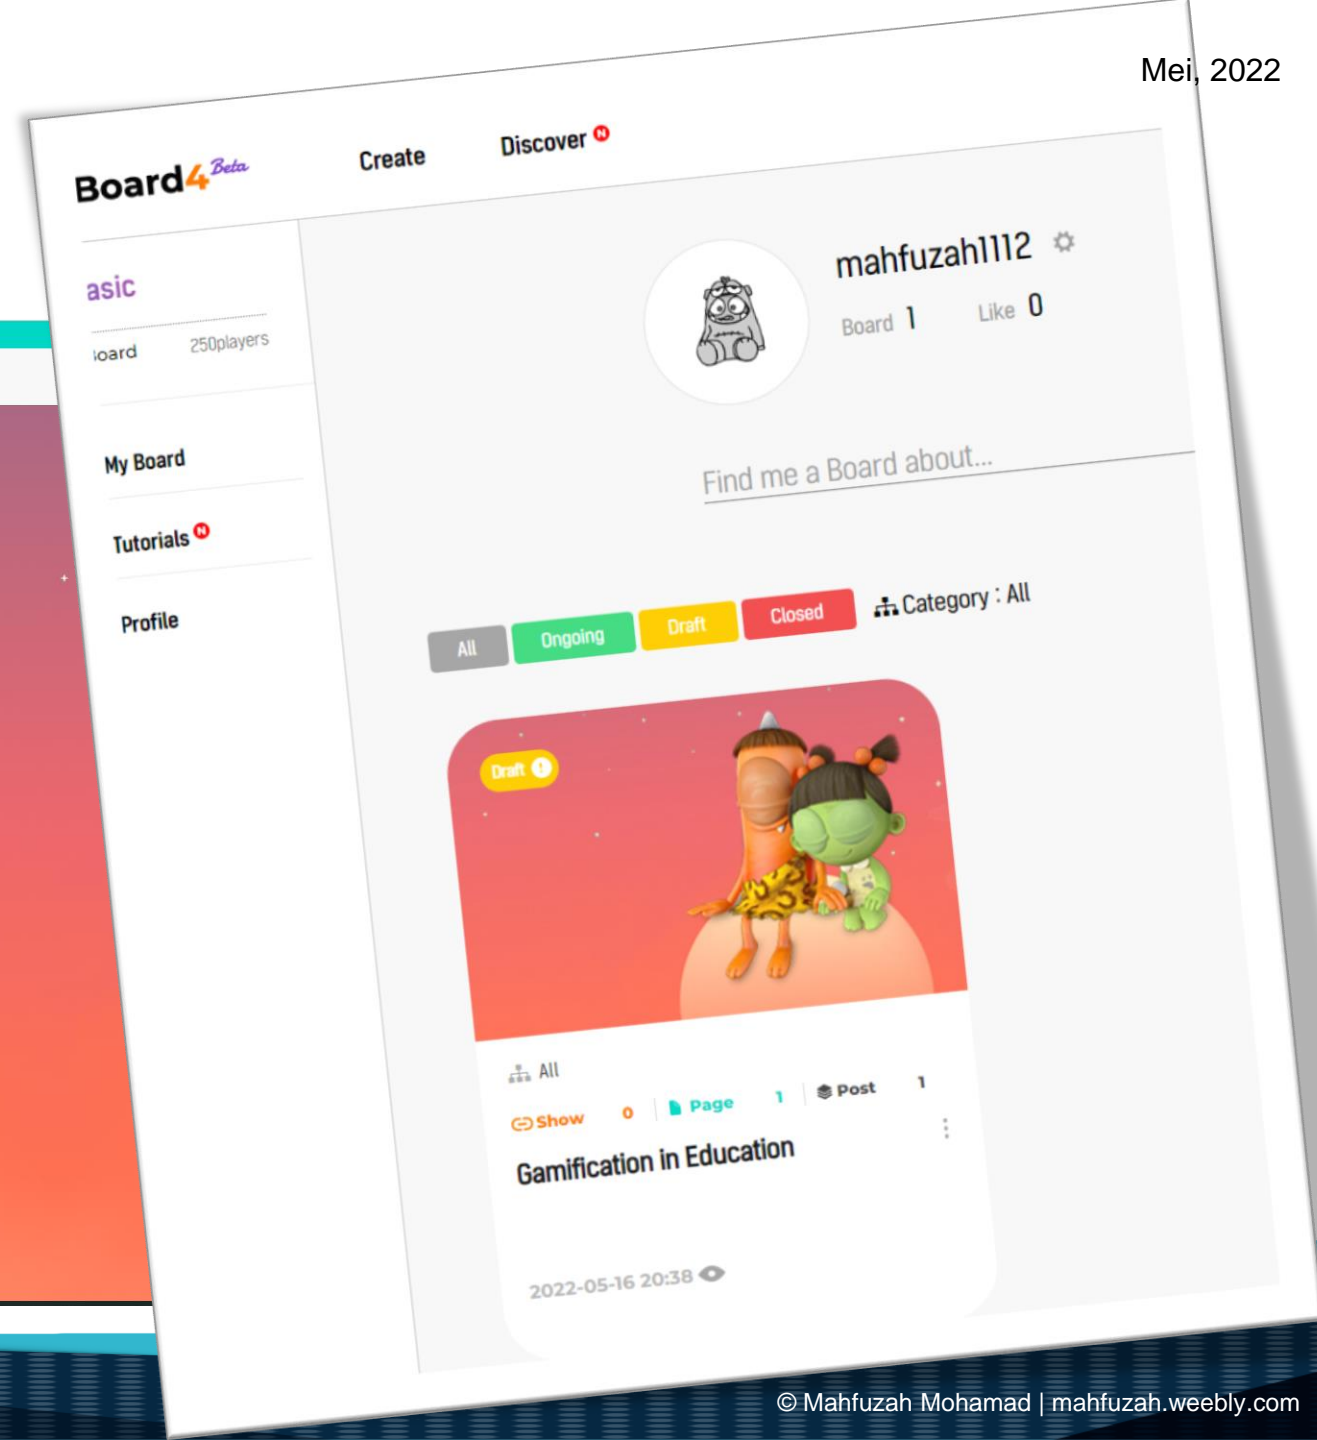 Mei, 2022
Board4 Beta
Create
Discover N
asic
oard 250players
My Board
Tutorials N
Profile
mahfuzah1112
Board 1 Like 0
Find me a Board about...
All Ongoing Draft Closed Category : All
Draft !
All
Show 0 Page 1 Post 1
Gamification in Education
2022-05-16 20:38
© Mahfuzah Mohamad | mahfuzah.weebly.com